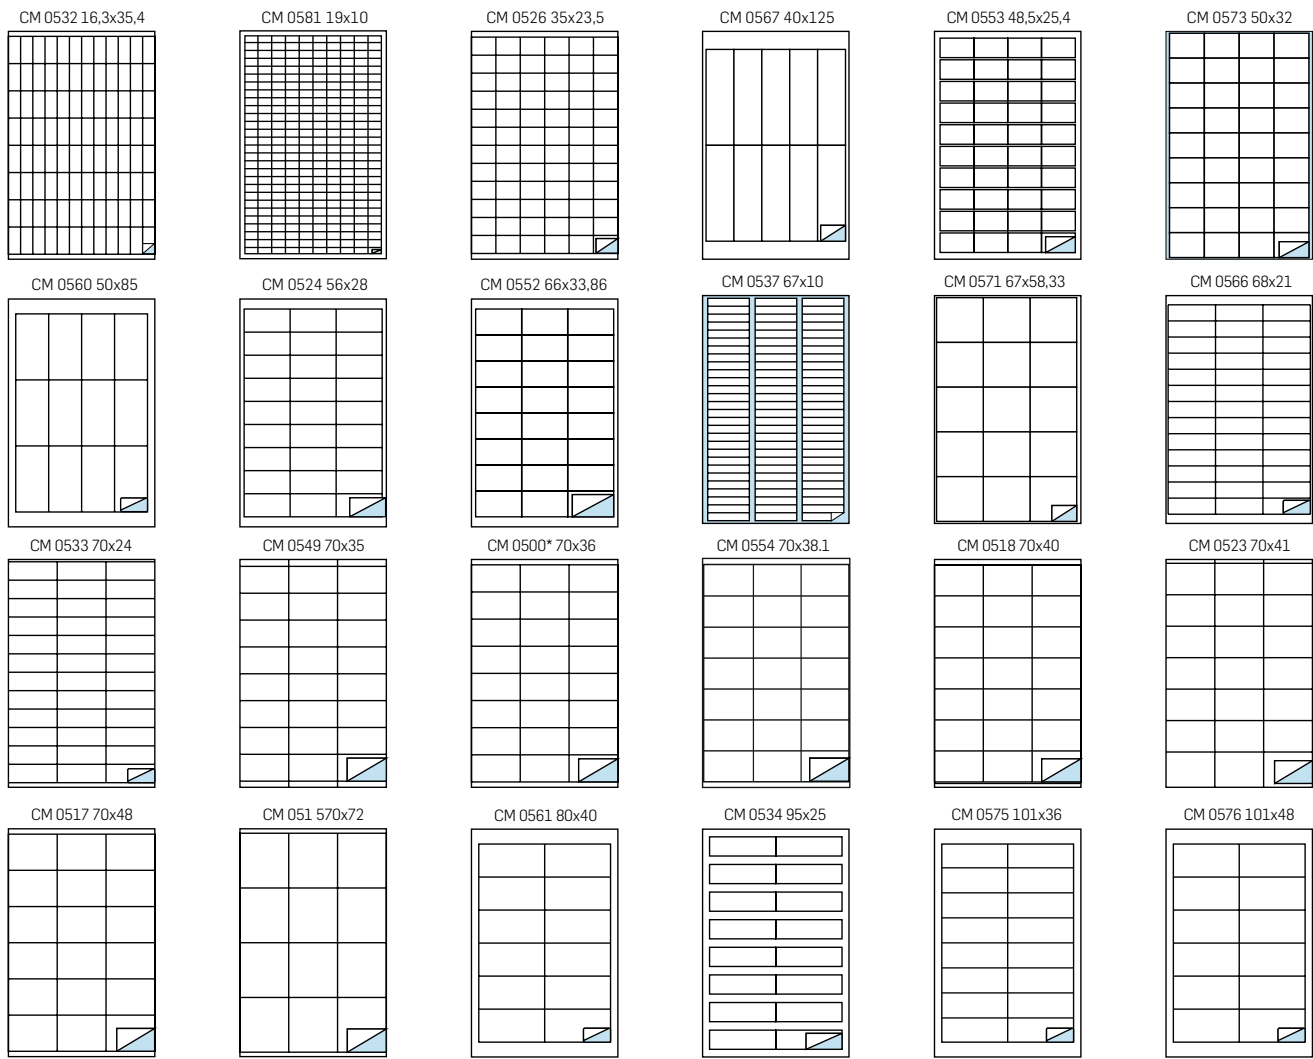 CM 0532 16,3x35,4
CM 0581 19x10
CM 0526 35x23,5
CM 0567 40x125
CM 0553 48,5x25,4
CM 0573 50x32
CM 0560 50x85
CM 0524 56x28
CM 0552 66x33,86
CM 0537 67x10
CM 0571 67x58,33
CM 0566 68x21
CM 0533 70x24
CM 0549 70x35
CM 0500* 70x36
CM 0554 70x38.1
CM 0518 70x40
CM 0523 70x41
CM 0517 70x48
CM 051 570x72
CM 0561 80x40
CM 0534 95x25
CM 0575 101x36
CM 0576 101x48